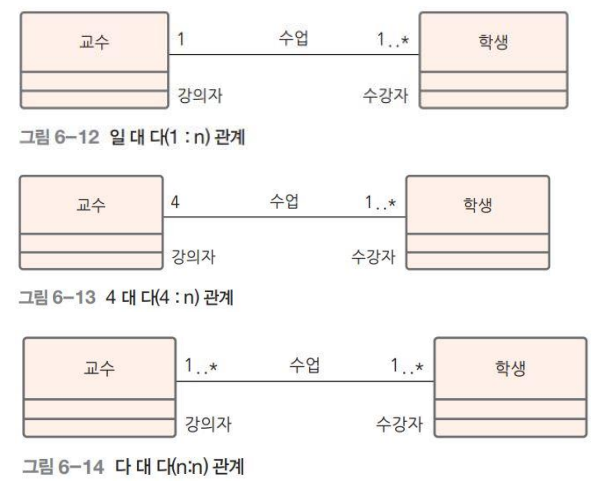 교수 1 수업 1..* 학생
강의자 수강자
그림 6-12 일 대 다(1 : n) 관계
교수 4 수업 1..* 학생
강의자 수강자
그림 6-13 4 대 다(4 : n) 관계
교수 1..* 수업 1..* 학생
강의자 수강자
그림 6-14 다 대 다(n:n) 관계